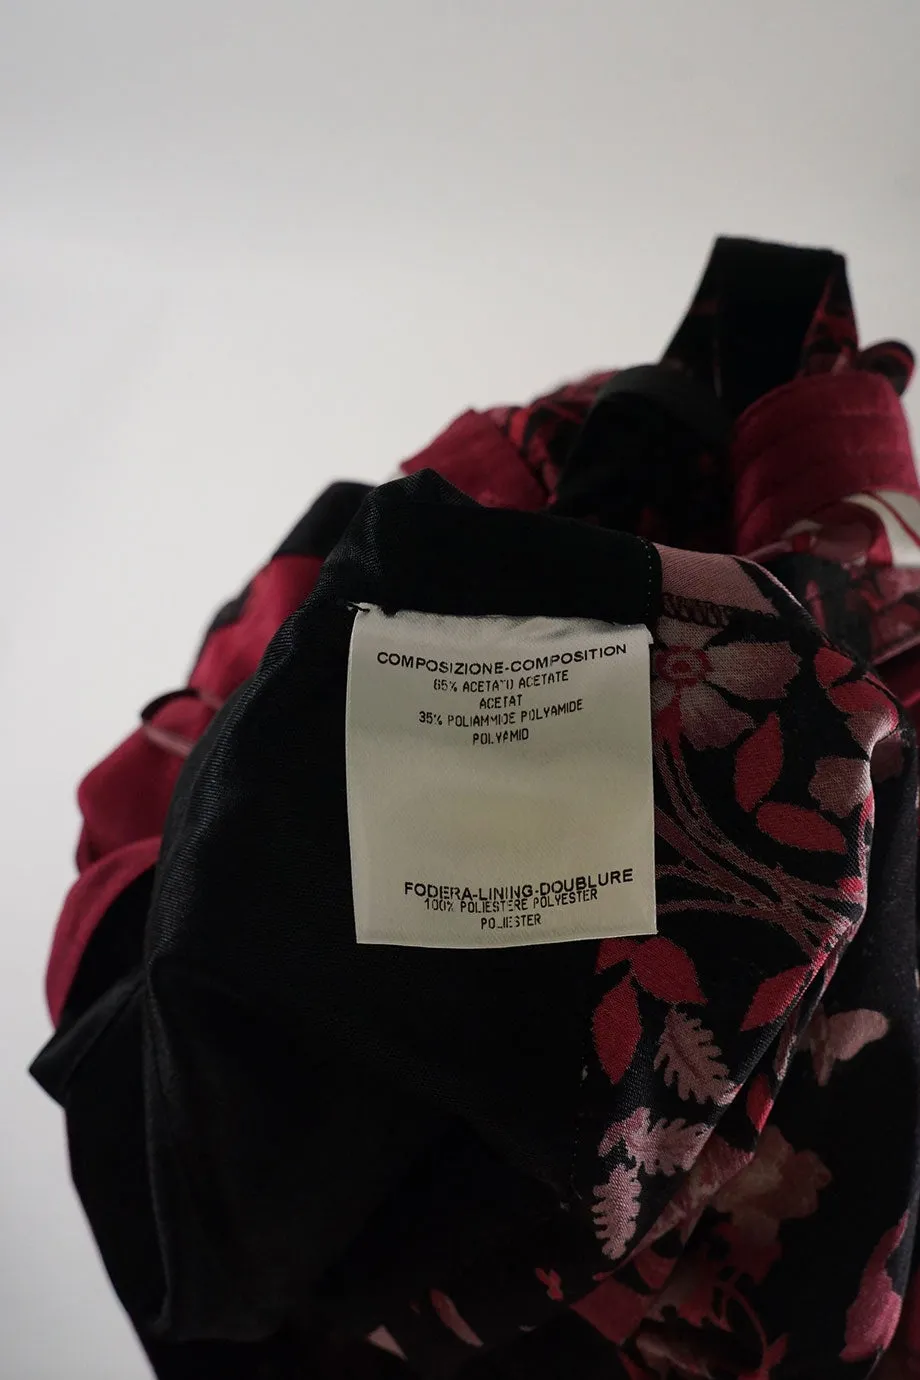 COMPOSIZIONE-COMPOSITION
65% ACETATO ACETATE
ACETAT
35% POLIAMMIDE POLYAMIDE
POLYAMID
FODERA-LINING-DOUBLURE
100% POLIESTERE POLYESTER
POLIESTER